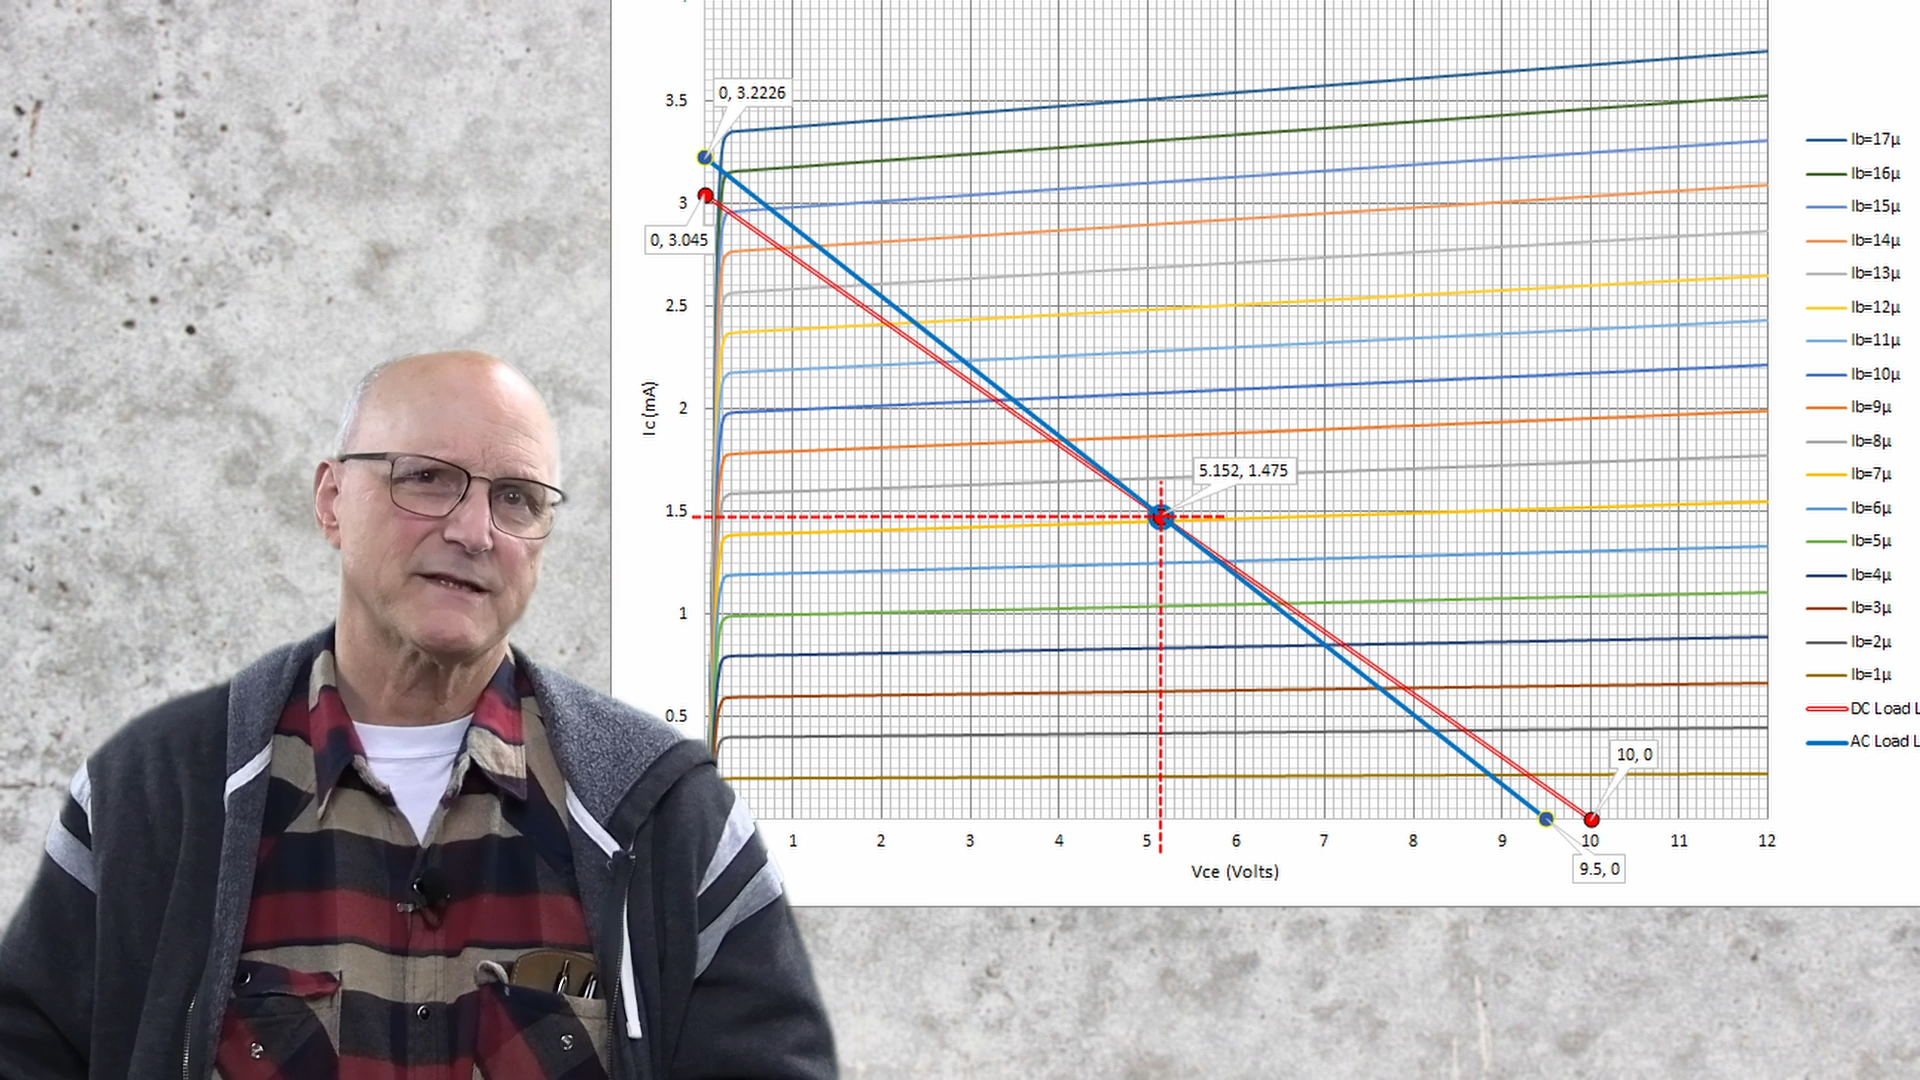 0, 3.2226
3.5
3
0, 3.045
2.5
Ic (mA)
2
5.152, 1.475
1.5
1
0.5
10, 0
1 2 3 4 5 6 7 8 9 10 11 12
9.5, 0
Vce (Volts)
Ib=17µ
Ib=16µ
Ib=15µ
Ib=14µ
Ib=13µ
Ib=12µ
Ib=11µ
Ib=10µ
Ib=9µ
Ib=8µ
Ib=7µ
Ib=6µ
Ib=5µ
Ib=4µ
Ib=3µ
Ib=2µ
Ib=1µ
DC Load L
AC Load L